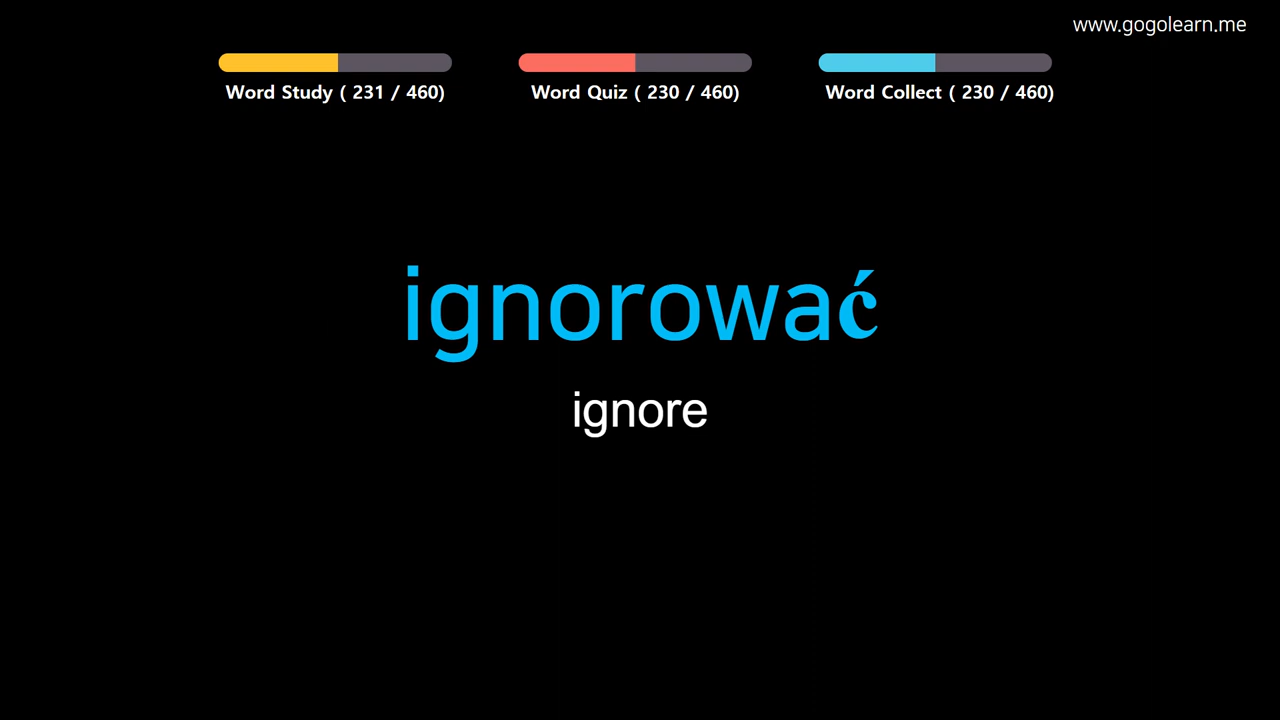 www.gogolearn.me
Word Study ( 231 / 460)
Word Quiz ( 230 / 460)
Word Collect ( 230 / 460)
ignorować
ignore